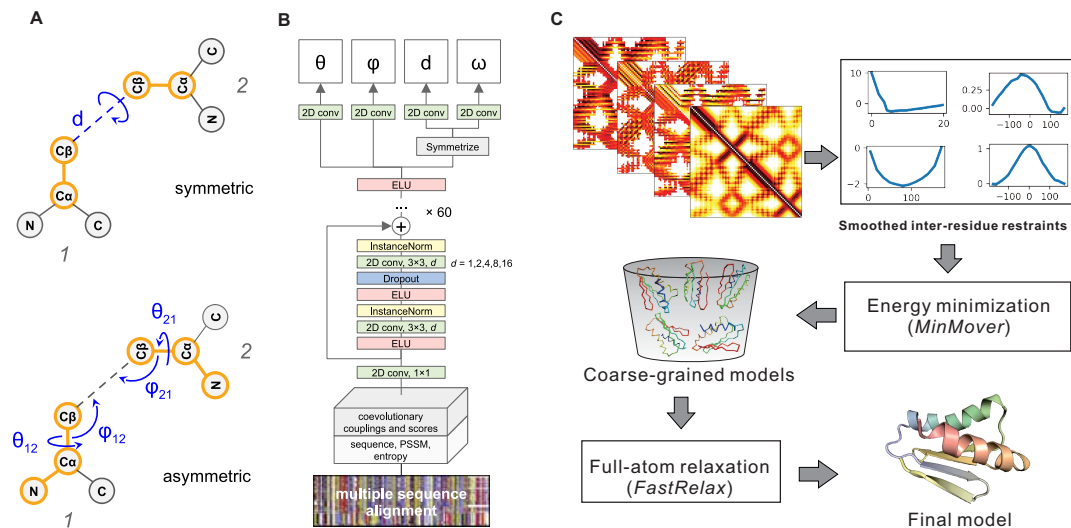 A
C
Cβ
Cα
2
N
d
ω
Cβ
Cα
symmetric
N
C
1
θ21
C
2
Cβ
Cα
φ21
N
Cβ
φ12
θ12
Cα
asymmetric
N
C
1
B
θ φ d ω
2D conv 2D conv 2D conv 2D conv
Symmetrize
ELU
... × 60
+
InstanceNorm
2D conv, 3×3, d d = 1,2,4,8,16
Dropout
ELU
InstanceNorm
2D conv, 3×3, d
ELU
2D conv, 1×1
coevolutionary
couplings and scores
sequence, PSSM,
entropy
multiple sequence
alignment
C
10
0
0 20
0.25
0.00
−100 0 100
0
−2
0 100
1
0
−100 0 100
Smoothed inter-residue restraints
Energy minimization
(MinMover)
Coarse-grained models
Full-atom relaxation
(FastRelax)
Final model